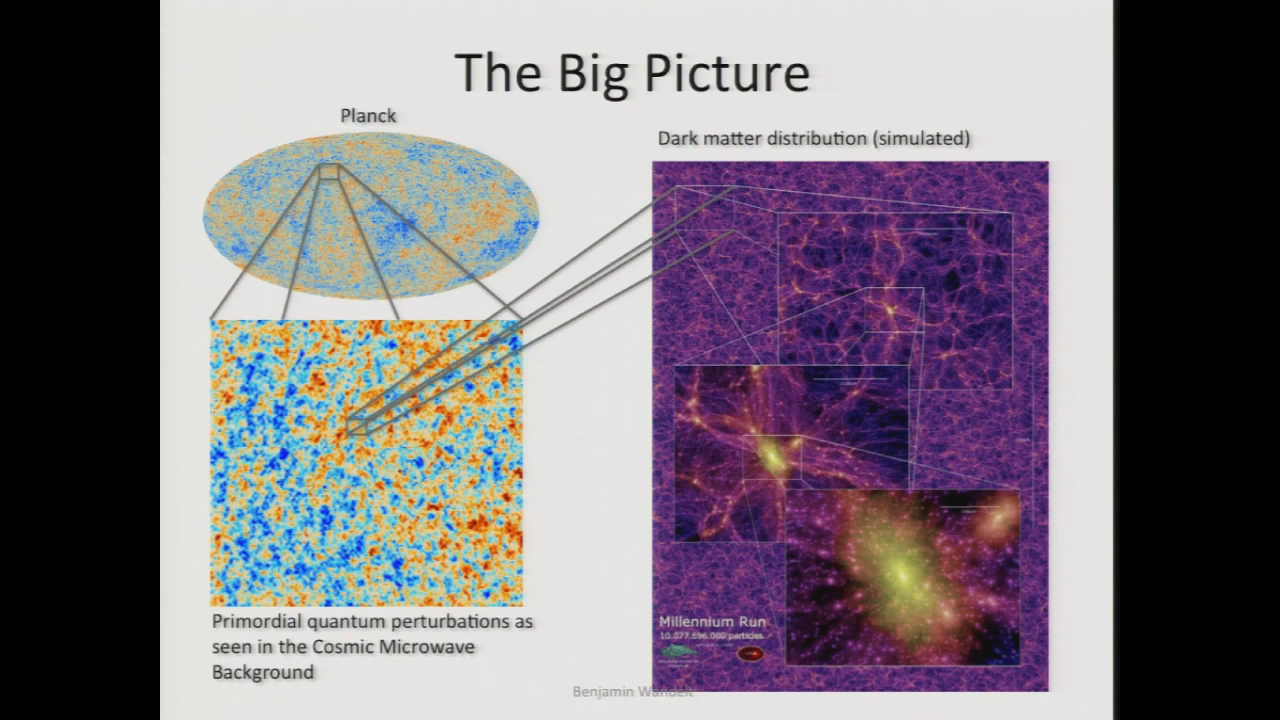 The Big Picture
Planck
Dark matter distribution (simulated)
Millennium Run
10.077.696.000 particles
Primordial quantum perturbations as
seen in the Cosmic Microwave
Background
Benjamin Wandelt